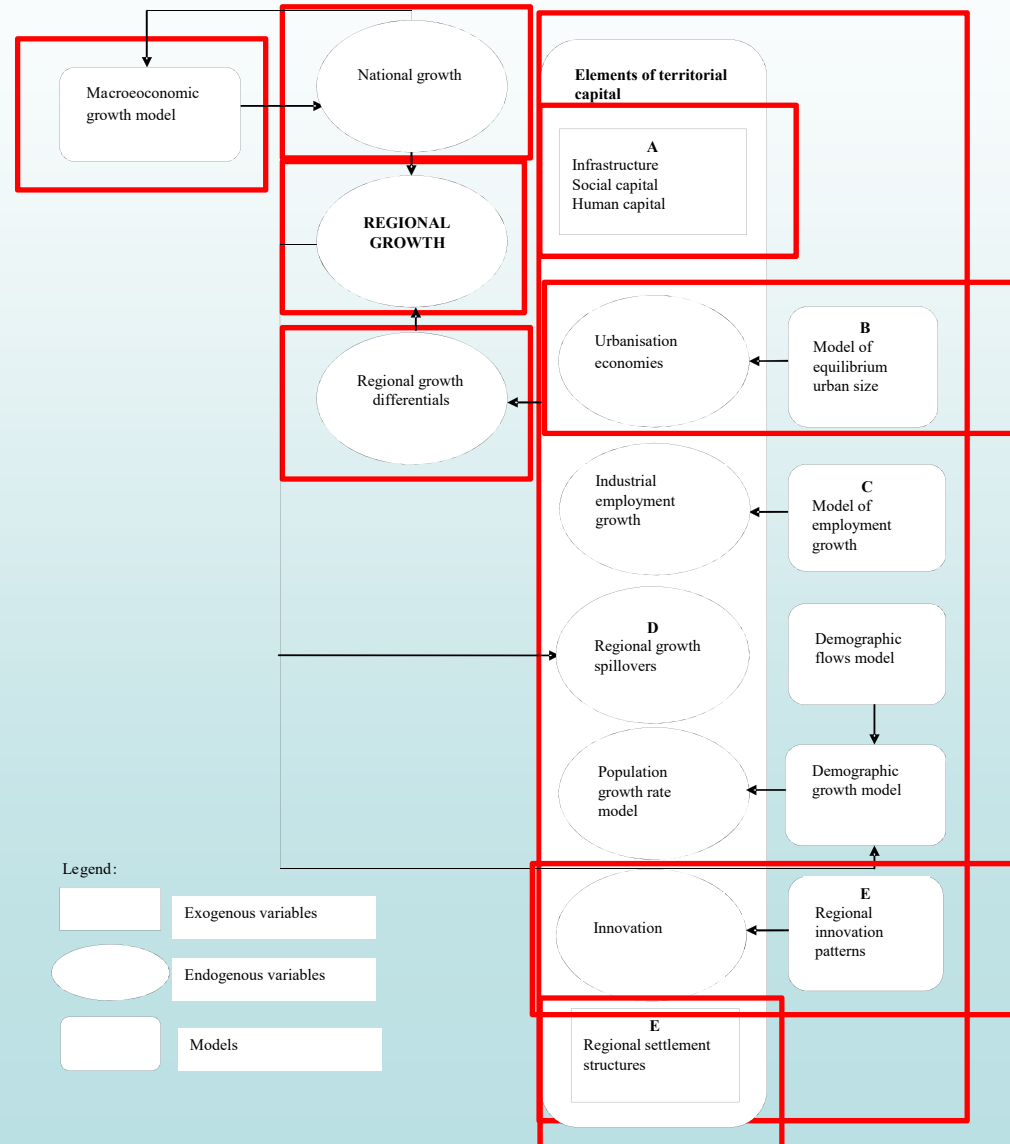 National growth
Macroeoconomic
growth model
REGIONAL
GROWTH
Regional growth
differentials
Elements of territorial
capital
A
Infrastructure
Social capital
Human capital
Urbanisation
economies
B
Model of
equilibrium
urban size
Industrial
employment
growth
C
Model of
employment
growth
D
Regional growth
spillovers
Demographic
flows model
Population
growth rate
model
Demographic
growth model
Innovation
E
Regional
innovation
patterns
E
Regional settlement
structures
Legend:
Exogenous variables
Endogenous variables
Models